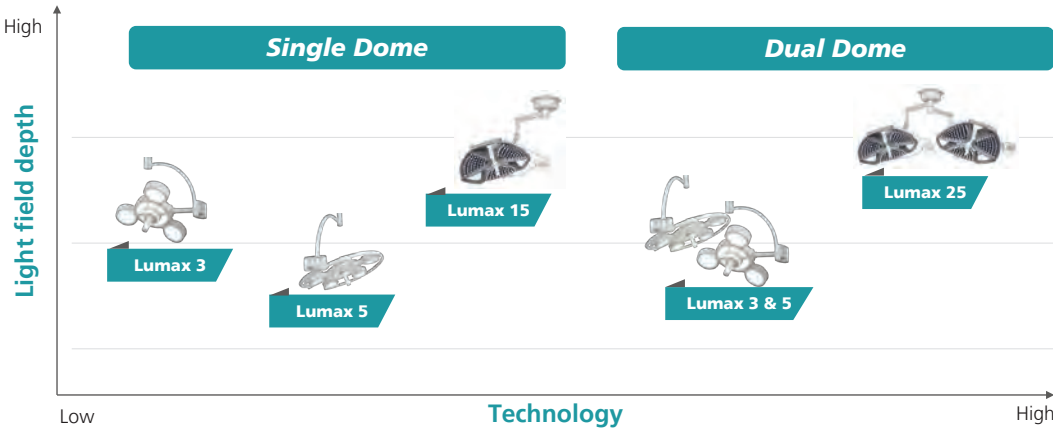 High
Single Dome
Dual Dome
Light field depth
Lumax 15
Lumax 25
Lumax 3
Lumax 5
Lumax 3 & 5
Low
Technology
High